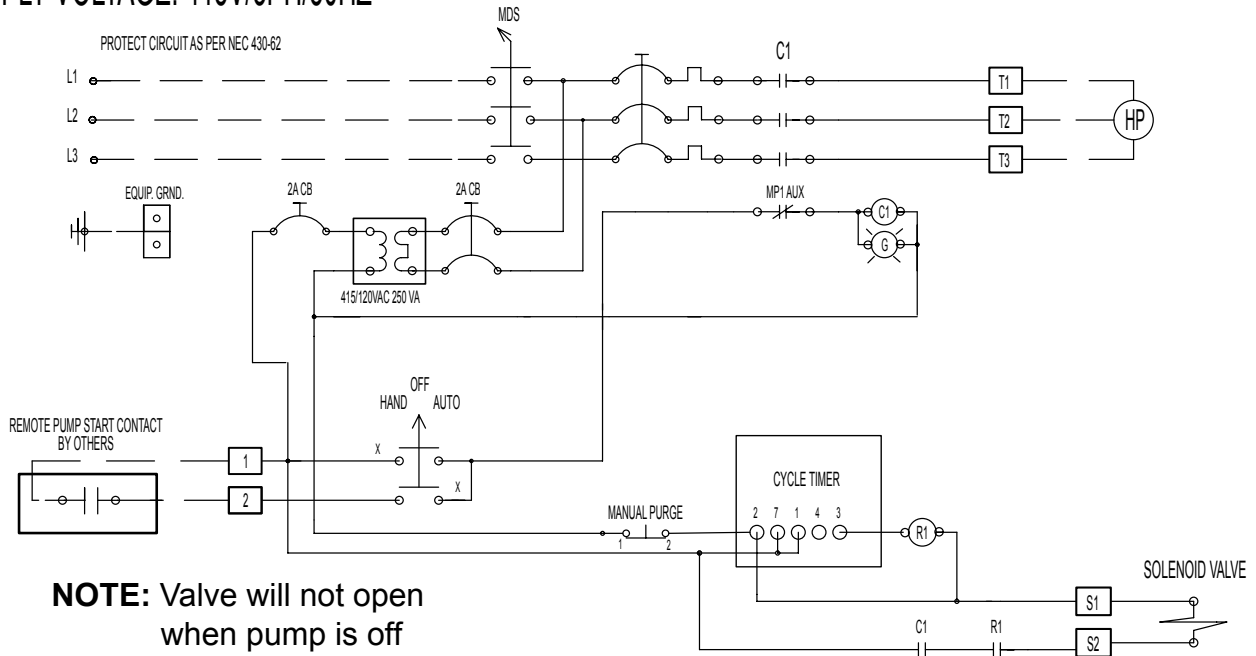 MDS
PROTECT CIRCUIT AS PER NEC 430-62
C1
L1
T1
L2
T2
HP
L3
T3
EQUIP. GRND.
2A CB
2A CB
MP1 AUX
C1
G
415/120VAC 250 VA
OFF
HAND AUTO
REMOTE PUMP START CONTACT
BY OTHERS
X
1
X
2
CYCLE TIMER
MANUAL PURGE
2 7 1 4 3
1 2
R1
SOLENOID VALVE
NOTE: Valve will not open
when pump is off
S1
C1
R1
S2